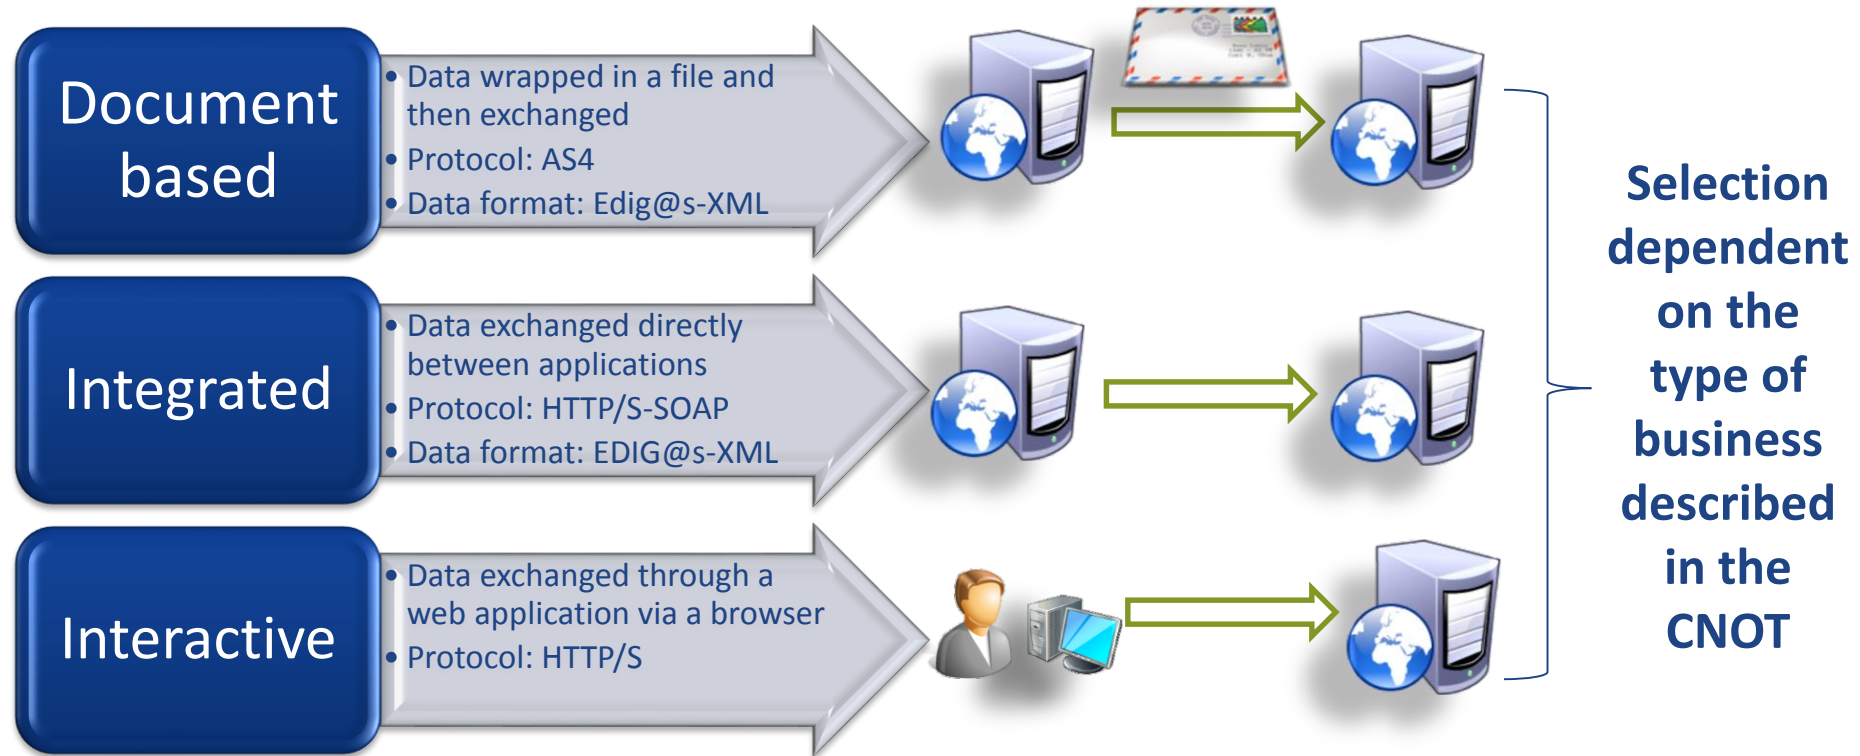 Document
based
• Data wrapped in a file and
then exchanged
• Protocol: AS4
• Data format: Edig@s-XML
Integrated
• Data exchanged directly
between applications
• Protocol: HTTP/S-SOAP
• Data format: EDIG@s-XML
Interactive
• Data exchanged through a
web application via a browser
• Protocol: HTTP/S
Selection
dependent
on the
type of
business
described
in the
CNOT